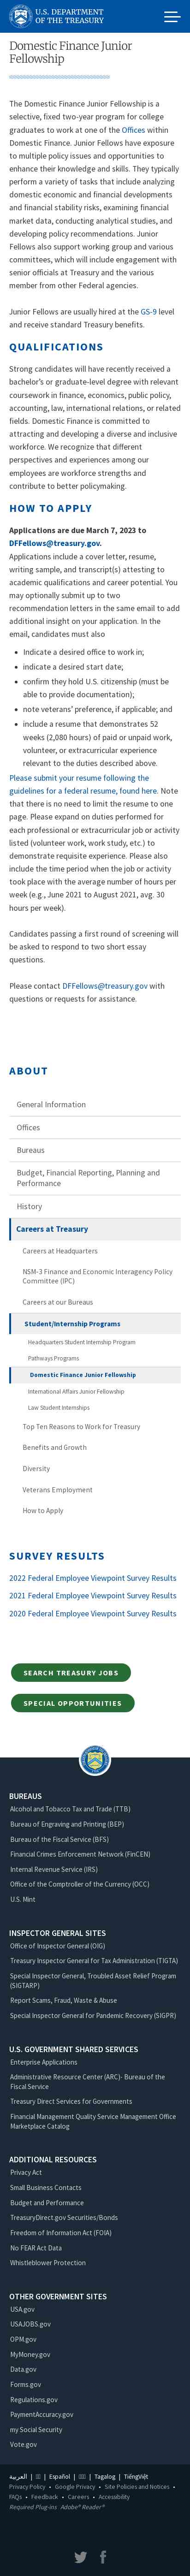 U.S. DEPARTMENT
OF THE TREASURY
Domestic Finance Junior
Fellowship
The Domestic Finance Junior Fellowship is a
selective, fixed two-year program for college
graduates to work at one of the Offices within
Domestic Finance. Junior Fellows have exposure
to multiple policy issues and opportunities to
enhance their knowledge and skills. They typically
perform a variety of tasks that include analyzing
domestic economic and financial developments
and financial systems, examining financial
market data, conducting analytical studies, and
developing policy recommendations. Junior
Fellows also support working group and various
committees, which will include engagement with
senior officials at Treasury and in various
member from other Federal agencies.
Junior Fellows are usually hired at the GS-9 level
and receive standard Treasury benefits.
QUALIFICATIONS
Strong candidates will have recently received a
bachelor’s or a graduate-level degree with some
coursework in finance, economics, public policy,
accounting, law, international relations, or related
field. Domestic Finance is committed to
attracting a diverse and inclusive workforce. We
recognize that different perspectives and
experiences among our employees are
workforce strengths and contribute to better
policymaking.
HOW TO APPLY
Applications are due March 7, 2023 to
DFFellows@treasury.gov.
Applications include a cover letter, resume,
writing sample, and transcript(s) attesting to
academic qualifications and career potential. You
may optionally submit up to two
recommendation letters in the initial email or add
additional insight on your application. In the
email, candidates must also
• Indicate a desired office to work in;
• indicate a desired start date;
• confirm they hold U.S. citizenship (must be
able to provide documentation);
• note veterans’ preference, if applicable; and
• include a resume that demonstrates 52
weeks (2,080 hours) of paid or unpaid work,
volunteer, or extracurricular experience
relevant to the duties described above.
Please submit your resume following the
guidelines for a federal resume, found here. Note
that there is no need to limit the resume to one
page. Please expand on details of the
professional or extracurricular job activity relevant
(listed volunteer, work study, etc.) to
demonstrate requisite experience. Please also
include the time period when the job activity
took place and the number of hours per
week (e.g., June 2021 to August 2021, avg. 30
hours per week).
Candidates passing a first round of screening will
be asked to respond to two short essay
questions.
Please contact DFFellows@treasury.gov with
questions or requests for assistance.
ABOUT
General Information
Offices
Bureaus
Budget, Financial Reporting, Planning and
Performance
History
Careers at Treasury
Careers at Headquarters
NSM-3 Finance and Economic Interagency Policy
Committee (IPC)
Careers at our Bureaus
Student/Internship Programs
Headquarters Student Internship Program
Pathways Programs
Domestic Finance Junior Fellowship
International Affairs Junior Fellowship
Law Student Internships
Top Ten Reasons to Work for Treasury
Benefits and Growth
Diversity
Veterans Employment
How to Apply
SURVEY RESULTS
2022 Federal Employee Viewpoint Survey Results
2021 Federal Employee Viewpoint Survey Results
2020 Federal Employee Viewpoint Survey Results
SEARCH TREASURY JOBS
SPECIAL OPPORTUNITIES
BUREAUS
Alcohol and Tobacco Tax and Trade (TTB)
Bureau of Engraving and Printing (BEP)
Bureau of the Fiscal Service (BFS)
Financial Crimes Enforcement Network (FinCEN)
Internal Revenue Service (IRS)
Office of the Comptroller of the Currency (OCC)
U.S. Mint
INSPECTOR GENERAL SITES
Office of Inspector General (OIG)
Treasury Inspector General for Tax Administration (TIGTA)
Special Inspector General, Troubled Asset Relief Program
(SIGTARP)
Report Scams, Fraud, Waste & Abuse
Special Inspector General for Pandemic Recovery (SIGPR)
U.S. GOVERNMENT SHARED SERVICES
Enterprise Applications
Administrative Resource Center (ARC)- Bureau of the
Fiscal Service
Treasury Direct Services for Governments
Financial Management Quality Service Management Office
Marketplace Catalog
ADDITIONAL RESOURCES
Privacy Act
Small Business Contacts
Budget and Performance
TreasuryDirect.gov Securities/Bonds
Freedom of Information Act (FOIA)
No FEAR Act Data
Whistleblower Protection
OTHER GOVERNMENT SITES
USA.gov
USAJOBS.gov
OPM.gov
MyMoney.gov
Data.gov
Forms.gov
Regulations.gov
PaymentAccuracy.gov
my Social Security
Vote.gov
العربية | | Español | | Tagalog | TiếngViệt
Privacy Policy • Google Privacy • Site Policies and Notices •
FAQs • Feedback • Careers • Accessibility
Required Plug-ins Adobe® Reader®